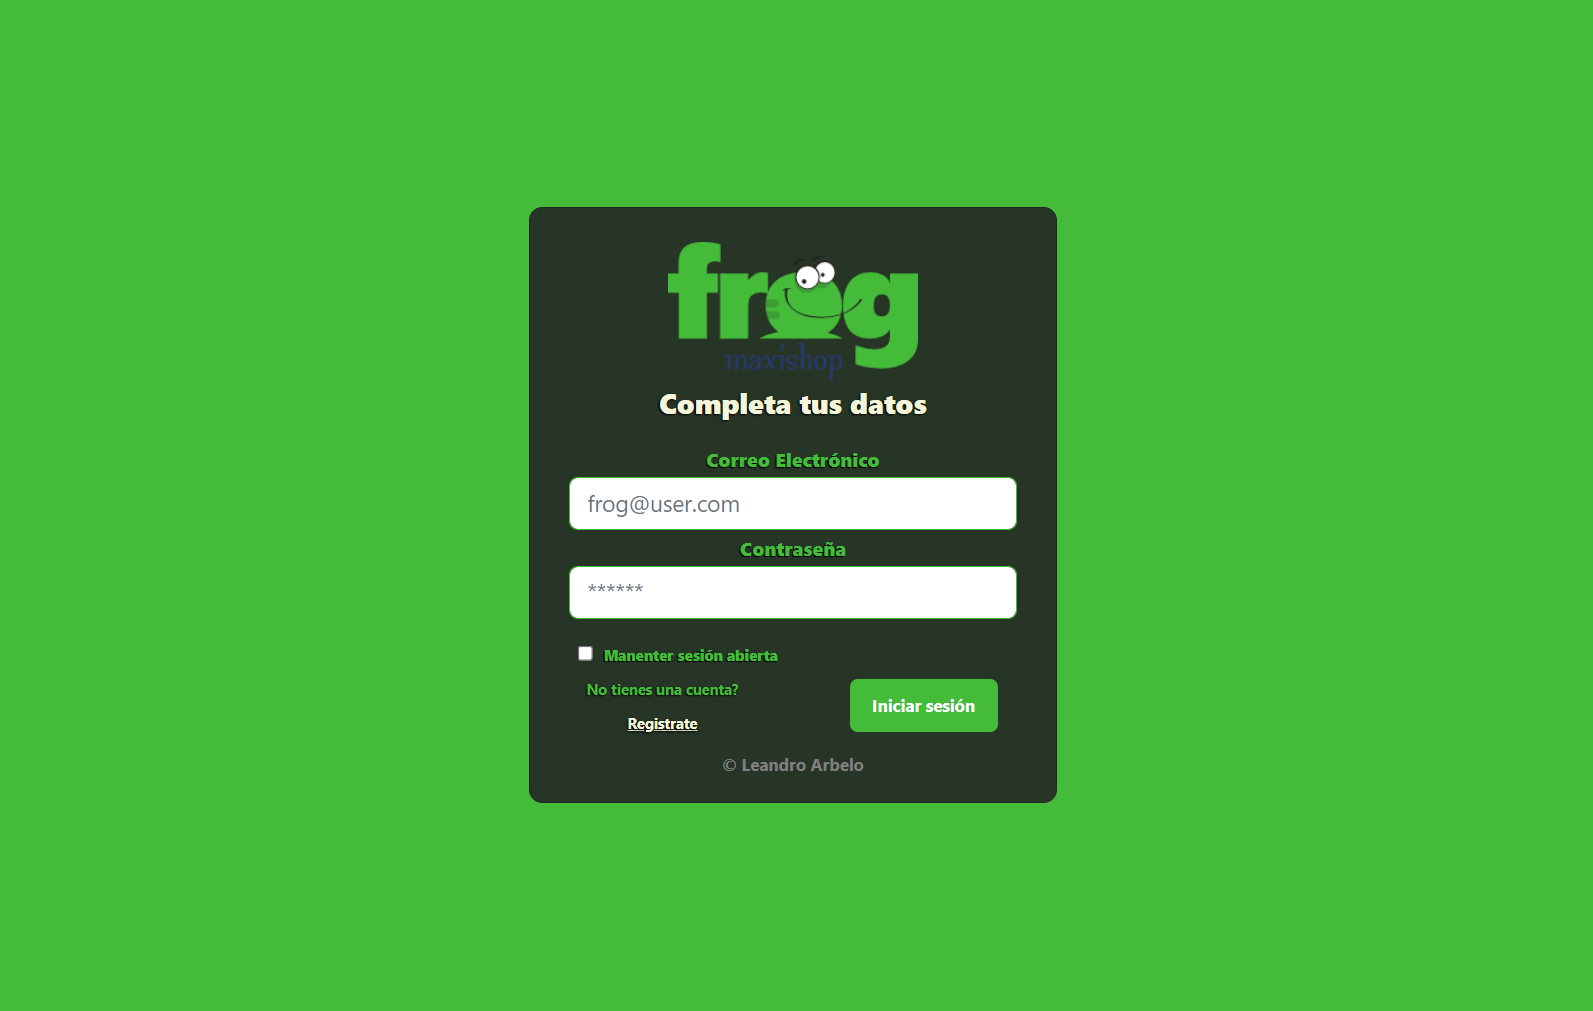 frog
maxishop
Completa tus datos
Correo Electrónico
frog@user.com
Contraseña
******
Manenter sesión abierta
No tienes una cuenta?
Registrate
Iniciar sesión
© Leandro Arbelo